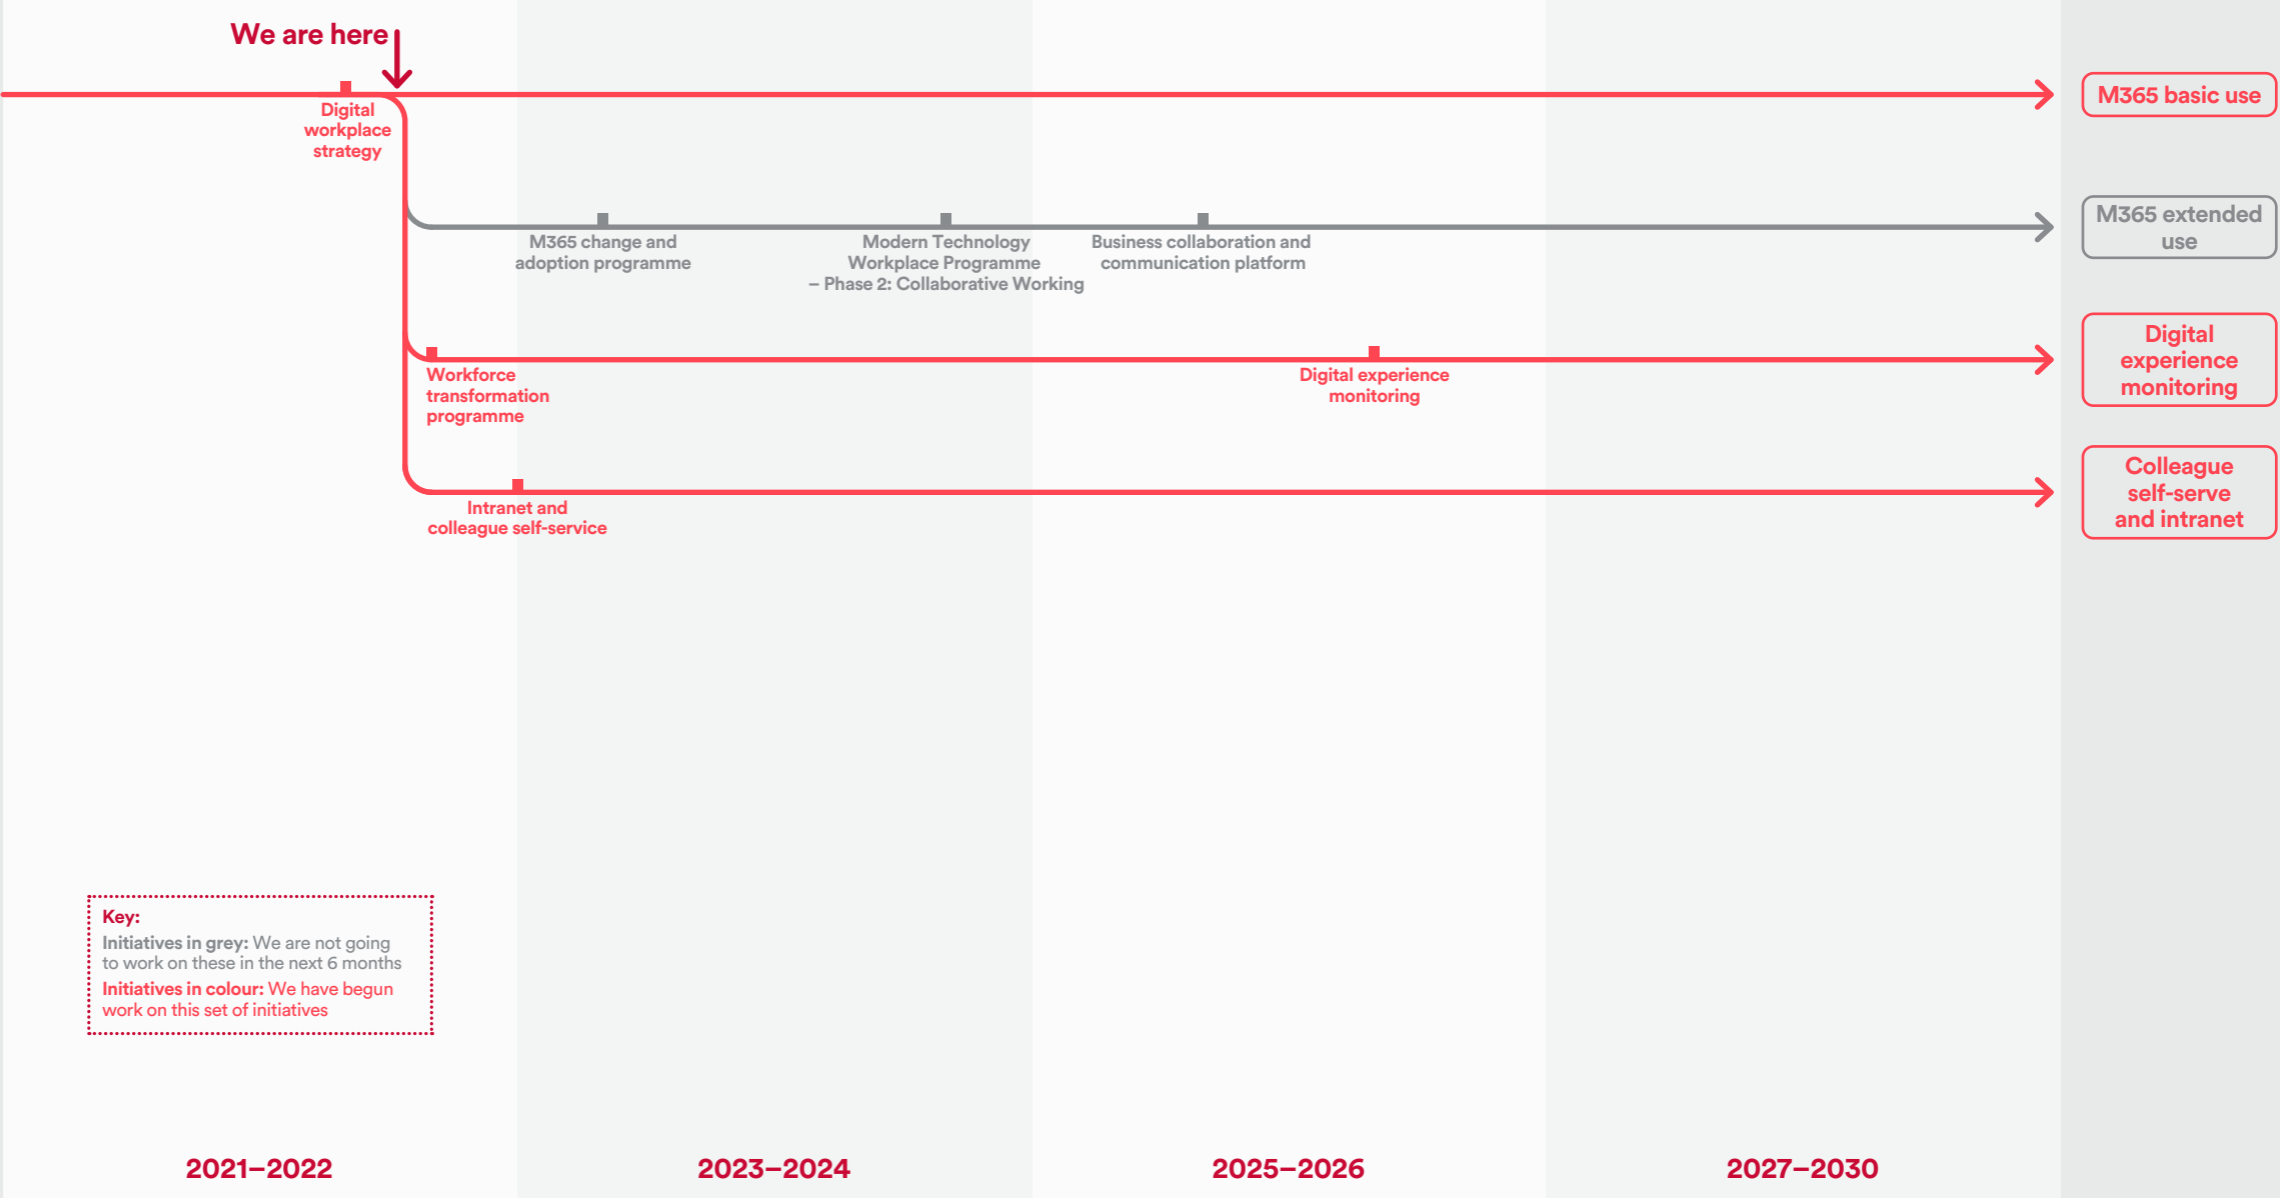 We are here
Digital
workplace
strategy
M365 basic use
M365 change and
adoption programme
Modern Technology
Workplace Programme
– Phase 2: Collaborative Working
Business collaboration and
communication platform
M365 extended
use
Workforce
transformation
programme
Digital experience
monitoring
Digital
experience
monitoring
Intranet and
colleague self-service
Colleague
self-serve
and intranet
Key:
Initiatives in grey: We are not going
to work on these in the next 6 months
Initiatives in colour: We have begun
work on this set of initiatives
2021–2022
2023–2024
2025–2026
2027–2030